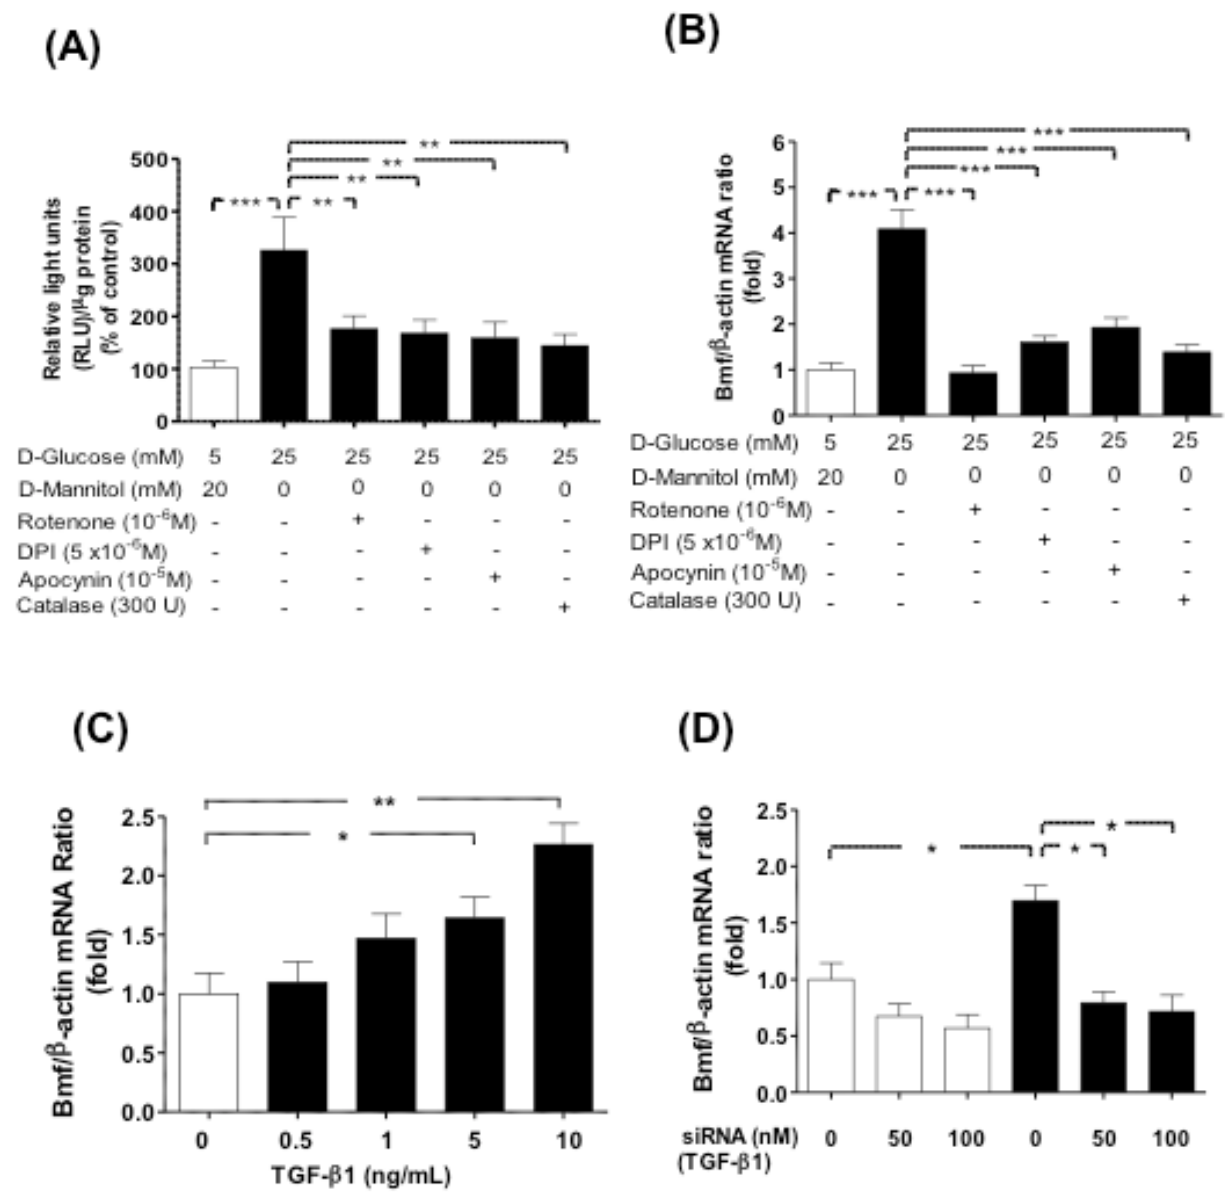 (A)
Relative light units
(RLU)/µg protein
(% of control)
500
400
300
200
100
0
**
**
**
*** **
D-Glucose (mM) 5 25 25 25 25 25
D-Mannitol (mM) 20 0 0 0 0 0
Rotenone (10⁻⁶M) - - + - - -
DPI (5 x10⁻⁶M) - - - + - -
Apocynin (10⁻⁵M) - - - - + -
Catalase (300 U) - - - - - +
(B)
Bmf/β-actin mRNA ratio
(fold)
6
5
4
3
2
1
0
***
***
***
*** ***
D-Glucose (mM) 5 25 25 25 25 25
D-Mannitol (mM) 20 0 0 0 0 0
Rotenone (10⁻⁶M) - - + - - -
DPI (5 x10⁻⁶M) - - - + - -
Apocynin (10⁻⁵M) - - - - + -
Catalase (300 U) - - - - - +
(C)
Bmf/β-actin mRNA Ratio
(fold)
2.5
2.0
1.5
1.0
0.5
0.0
**
*
0 0.5 1 5 10
TGF-β1 (ng/mL)
(D)
Bmf/β-actin mRNA ratio
(fold)
2.5
2.0
1.5
1.0
0.5
0.0
*
* *
siRNA (nM) 0 50 100 0 50 100
(TGF-β1)